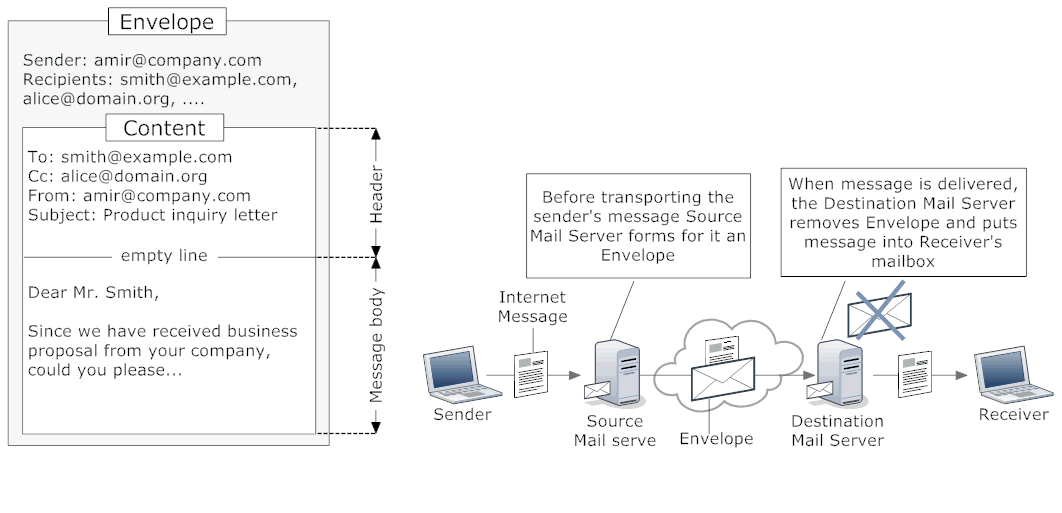 Envelope
Sender: amir@company.com
Recipients: smith@example.com,
alice@domain.org, ....
Content
To: smith@example.com
Cc: alice@domain.org
From: amir@company.com
Subject: Product inquiry letter
empty line
Dear Mr. Smith,
Since we have received business
proposal from your company,
could you please...
Header
Message body
Before transporting the
sender's message Source
Mail Server forms for it an
Envelope
When message is delivered,
the Destination Mail Server
removes Envelope and puts
message into Receiver's
mailbox
Internet
Message
Sender
Source
Mail serve
Envelope
Destination
Mail Server
Receiver